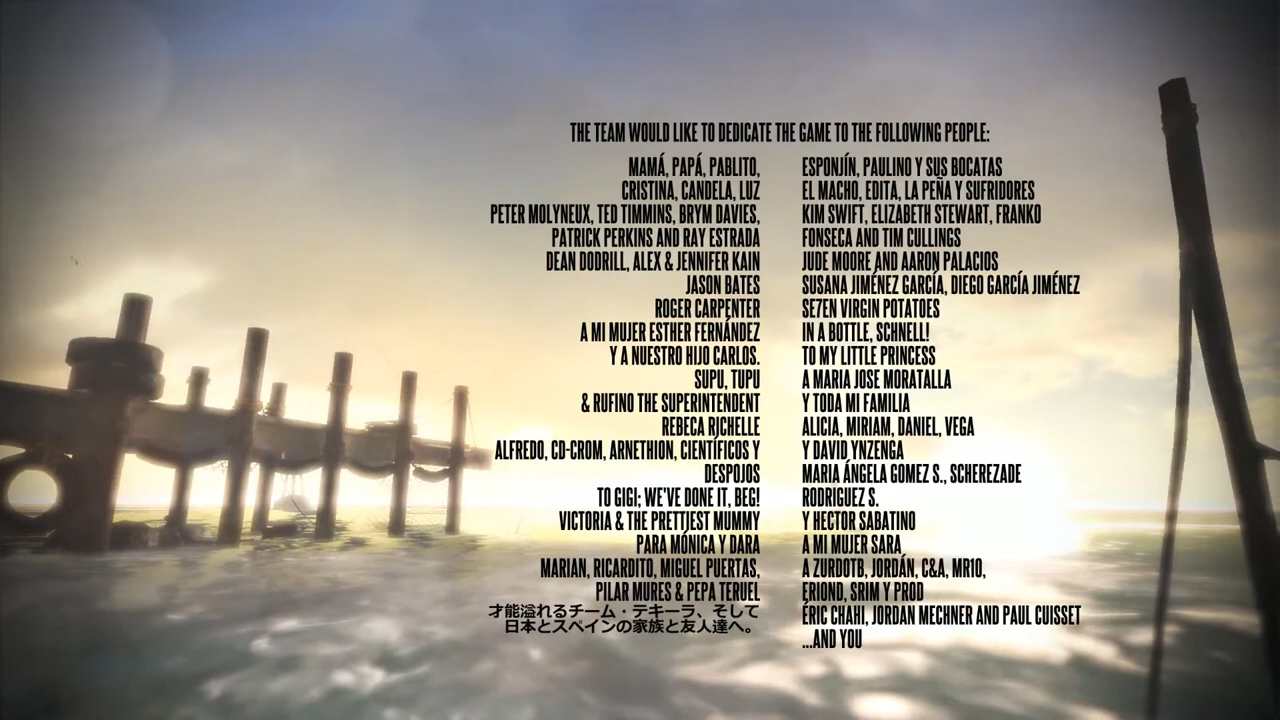 THE TEAM WOULD LIKE TO DEDICATE THE GAME TO THE FOLLOWING PEOPLE:
MAMÁ, PAPÁ, PABLITO,
CRISTINA, CANDELA, LUZ
PETER MOLYNEUX, TED TIMMINS, BRYM DAVIES,
PATRICK PERKINS AND RAY ESTRADA
DEAN DODRILL, ALEX & JENNIFER KAIN
JASON BATES
ROGER CARPENTER
A MI MUJER ESTHER FERNÁNDEZ
Y A NUESTRO HIJO CARLOS.
SUPU, TUPU
& RUFINO THE SUPERINTENDENT
REBECA RICHELLE
ALFREDO, CD-CROM, ARNETHION, CIENTÍFICOS Y
DESPOJOS
TO GIGI; WE'VE DONE IT, BEG!
VICTORIA & THE PRETTIEST MUMMY
PARA MÓNICA Y DARA
MARIAN, RICARDITO, MIGUEL PUERTAS,
PILAR MURES & PEPA TERUEL
才能溢れるチーム・テキーラ、そして
日本とスペインの家族と友人達へ。
ESPONJÍN, PAULINO Y SUS BOCATAS
EL MACHO, EDITA, LA PEÑA Y SUFRIDORES
KIM SWIFT, ELIZABETH STEWART, FRANKO
FONSECA AND TIM CULLINGS
JUDE MOORE AND AARON PALACIOS
SUSANA JIMÉNEZ GARCÍA, DIEGO GARCÍA JIMÉNEZ
SE7EN VIRGIN POTATOES
IN A BOTTLE, SCHNELL!
TO MY LITTLE PRINCESS
A MARIA JOSE MORATALLA
Y TODA MI FAMILIA
ALICIA, MIRIAM, DANIEL, VEGA
Y DAVID YNZENGA
MARIA ÁNGELA GOMEZ S., SCHEREZADE
RODRIGUEZ S.
Y HECTOR SABATINO
A MI MUJER SARA
A ZURDOTB, JORDÁN, C&A, MR10,
ERIOND, SRIM Y PROD
ÉRIC CHAHI, JORDAN MECHNER AND PAUL CUISSET
...AND YOU